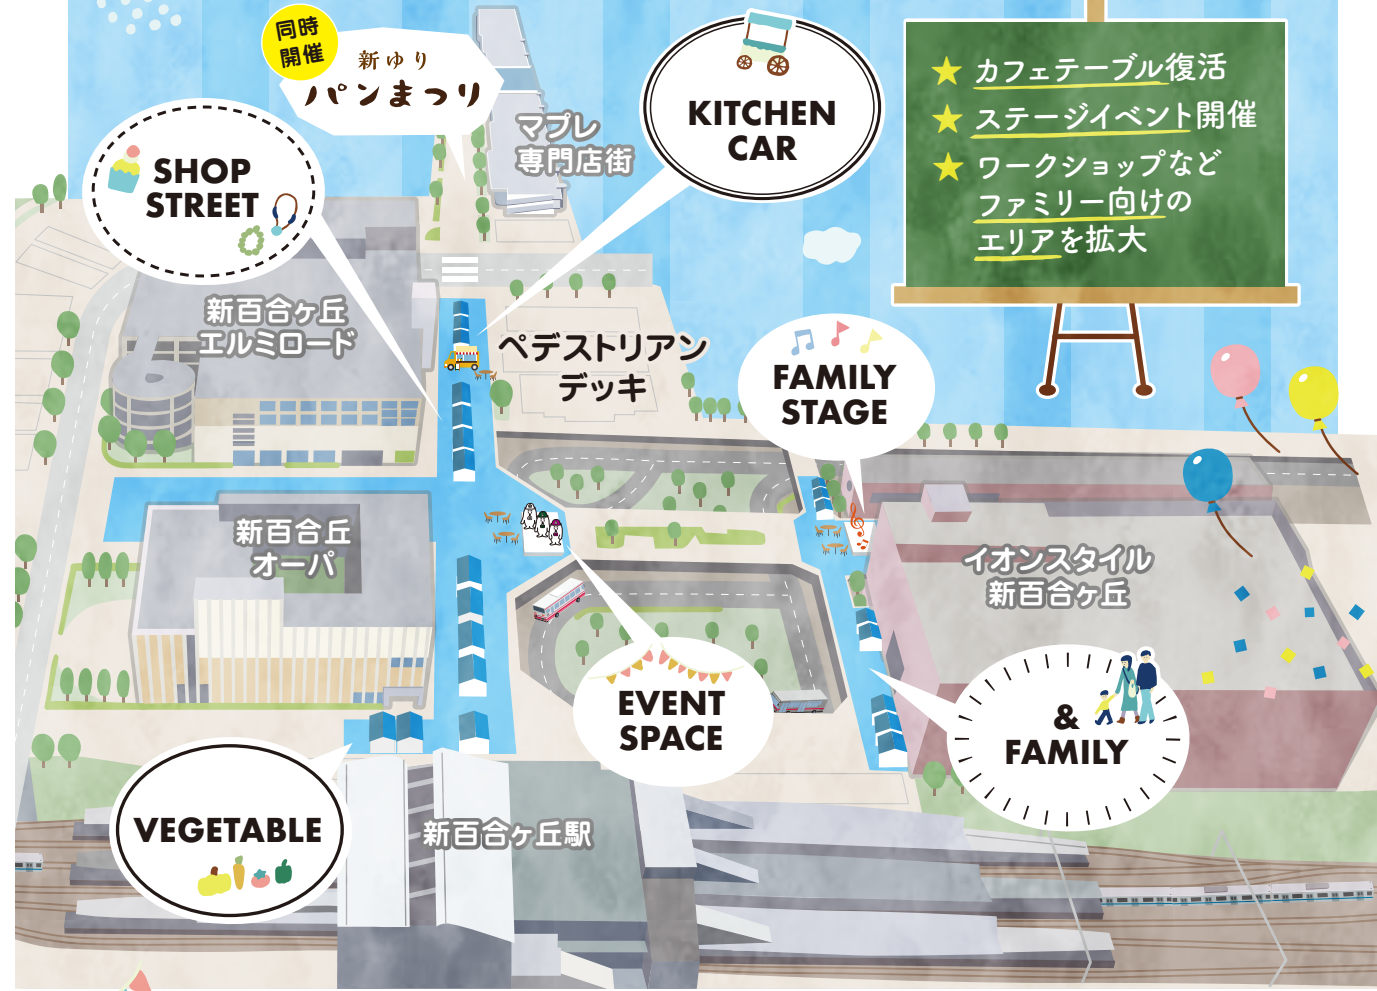 同時
開催
新ゆり
パンまつり
マプレ
専門店街
KITCHEN
CAR
★ カフェテーブル復活
★ ステージイベント開催
★ ワークショップなど
ファミリー向けの
エリアを拡大
SHOP
STREET
新百合ヶ丘
エルミロード
ペデストリアン
デッキ
FAMILY
STAGE
新百合丘
オーパ
イオンスタイル
新百合ヶ丘
EVENT
SPACE
&
FAMILY
VEGETABLE
新百合ヶ丘駅